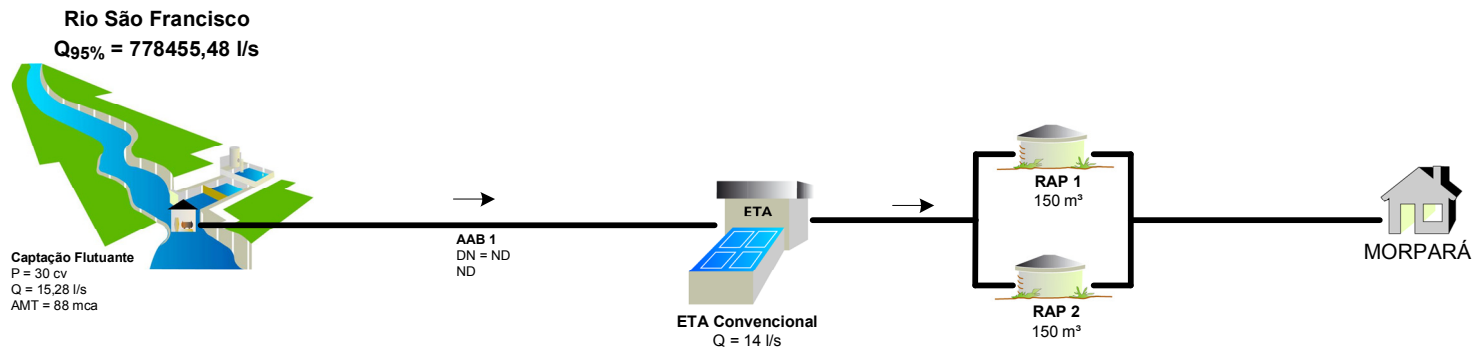 Rio São Francisco
Q95% = 778455,48 l/s
Captação Flutuante
P = 30 cv
Q = 15,28 l/s
AMT = 88 mca
AAB 1
DN = ND
ND
ETA
ETA Convencional
Q = 14 l/s
RAP 1
150 m³
RAP 2
150 m³
MORPARÁ